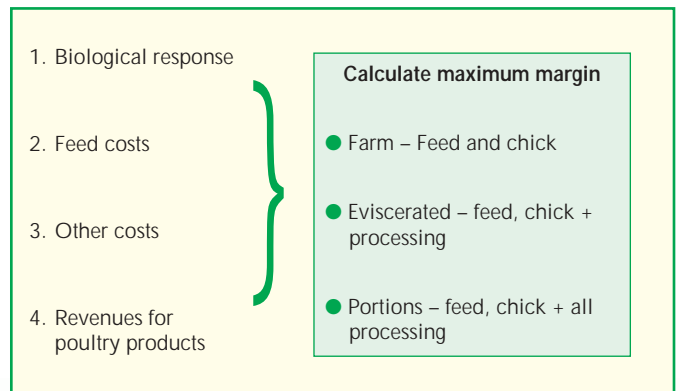 1. Biological response
2. Feed costs
3. Other costs
4. Revenues for
poultry products
Calculate maximum margin
● Farm – Feed and chick
● Eviscerated – feed, chick +
processing
● Portions – feed, chick + all
processing